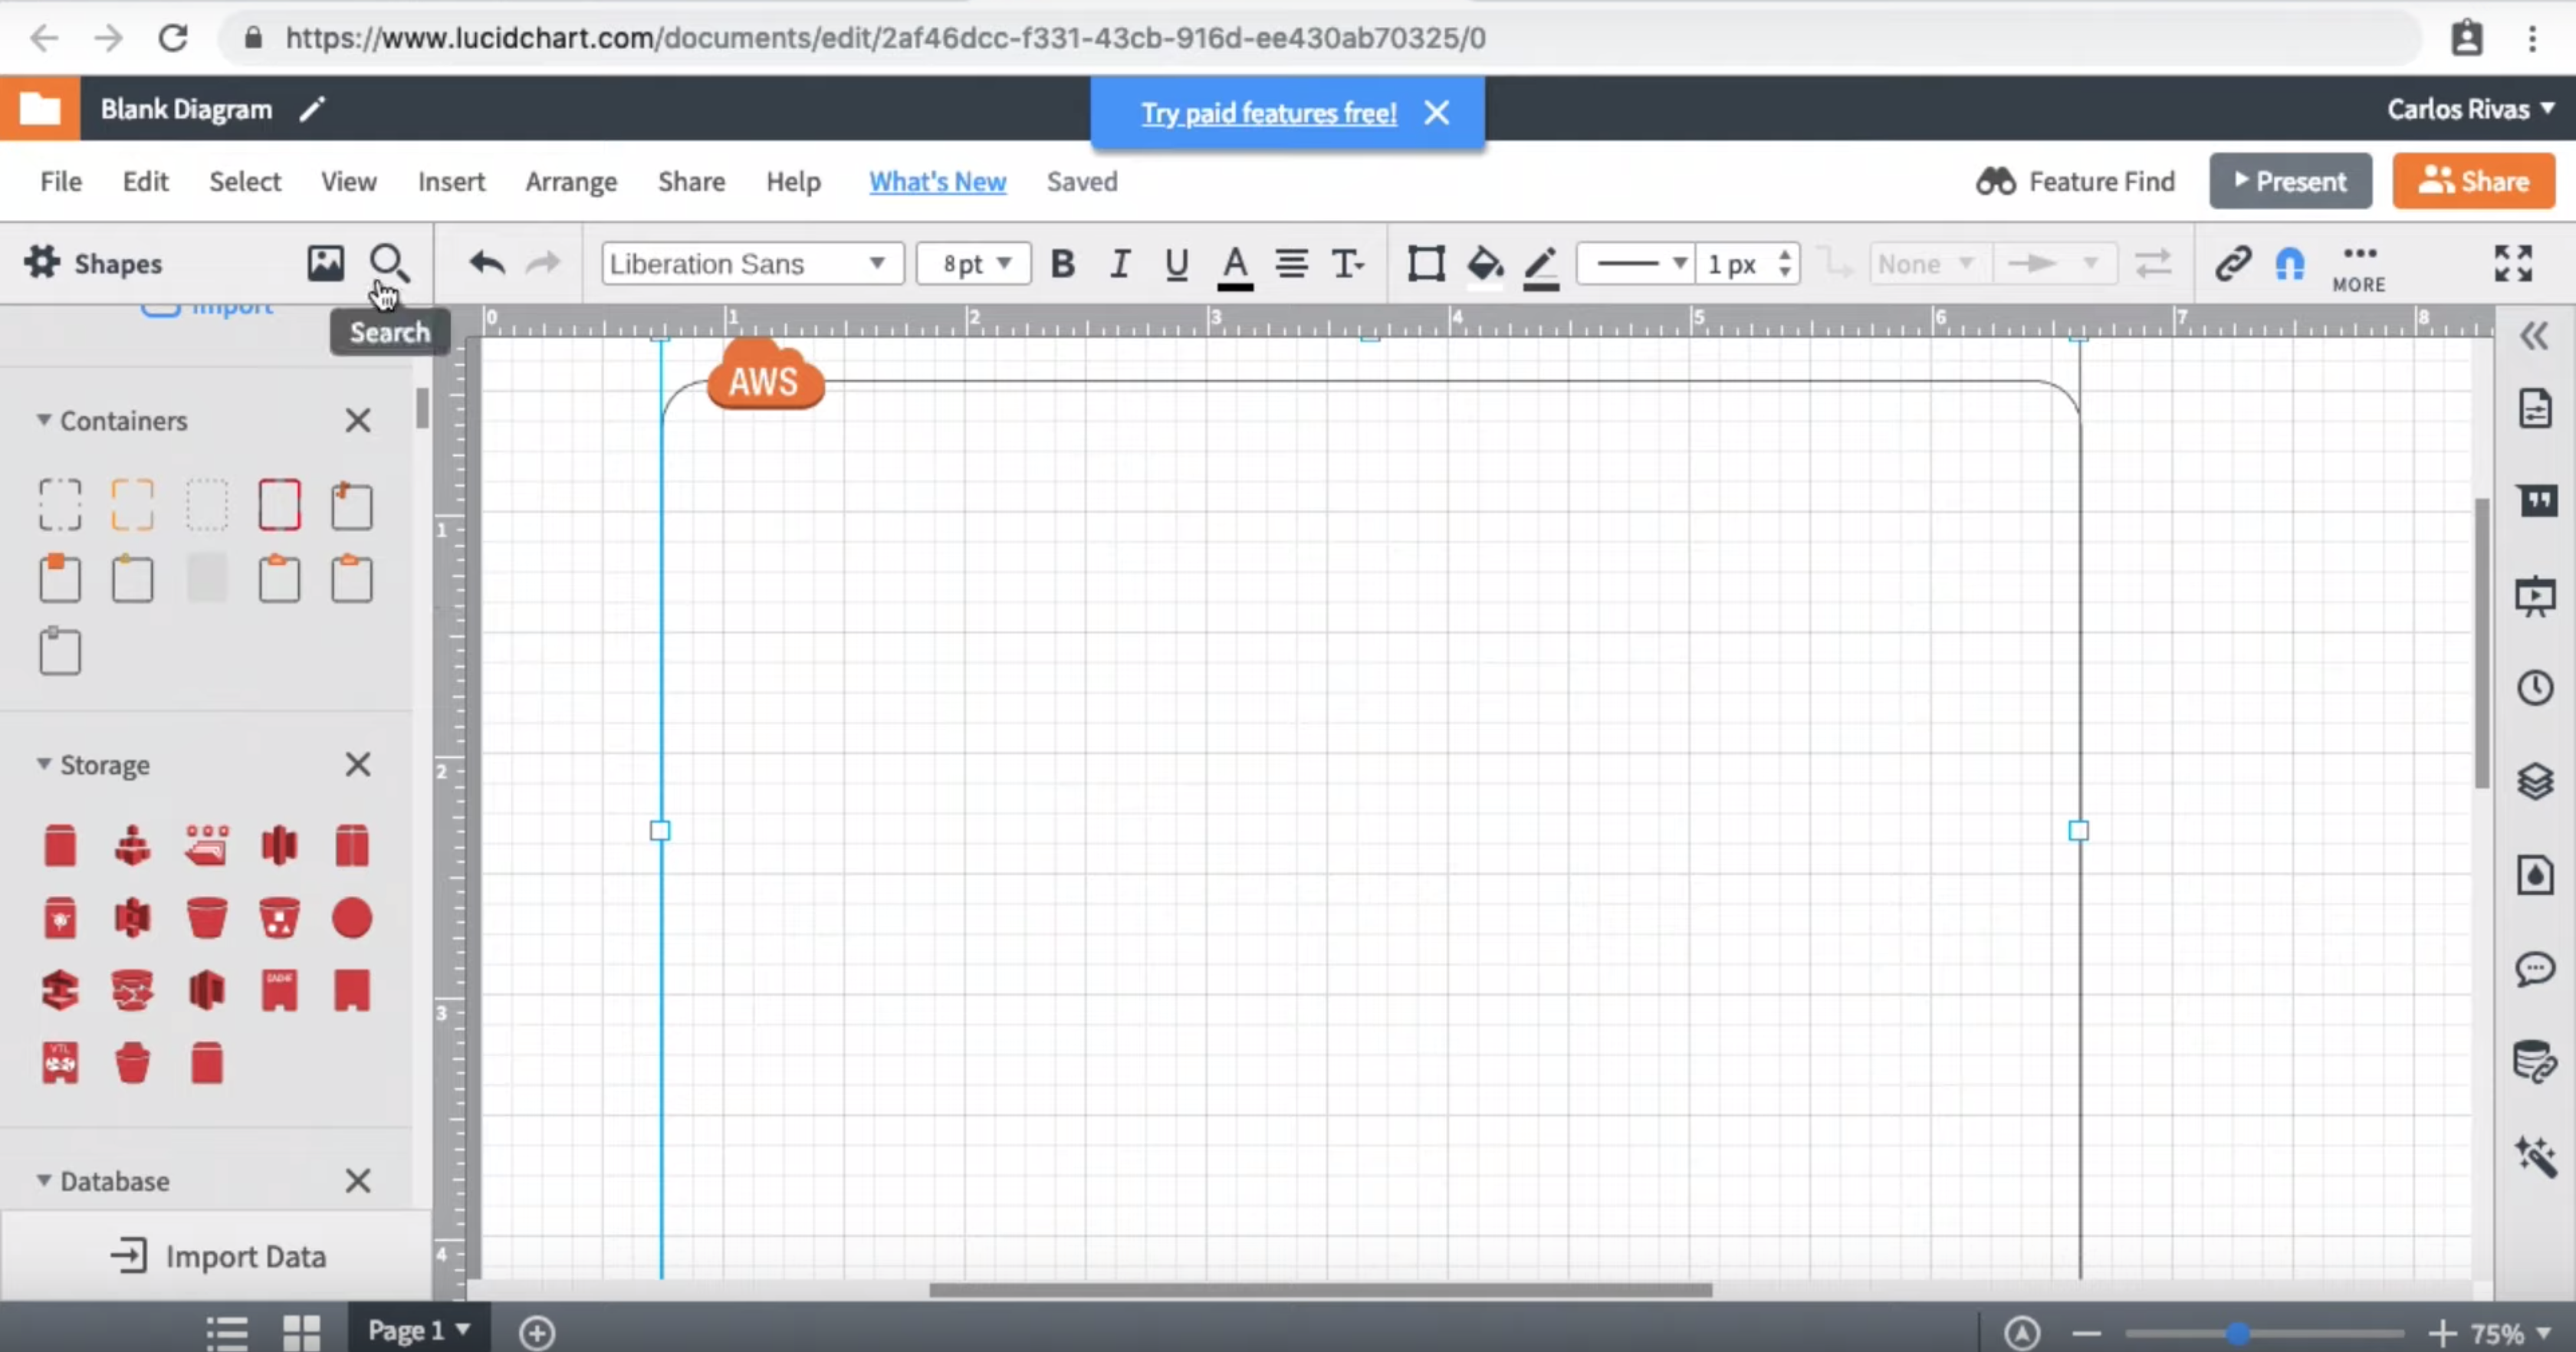 https://www.lucidchart.com/documents/edit/2af46dcc-f331-43cb-916d-ee430ab70325/0
Blank Diagram
Try paid features free!
Carlos Rivas
File Edit Select View Insert Arrange Share Help What's New Saved
Feature Find Present Share
Shapes
Liberation Sans 8 pt B I U A T 1 px None
MORE
Import
Search
0 1 2 3 4 5 6 7 8
AWS
Containers
1
Storage
2
CACHE
3
VTL
Database
4
Import Data
Page 1
75%